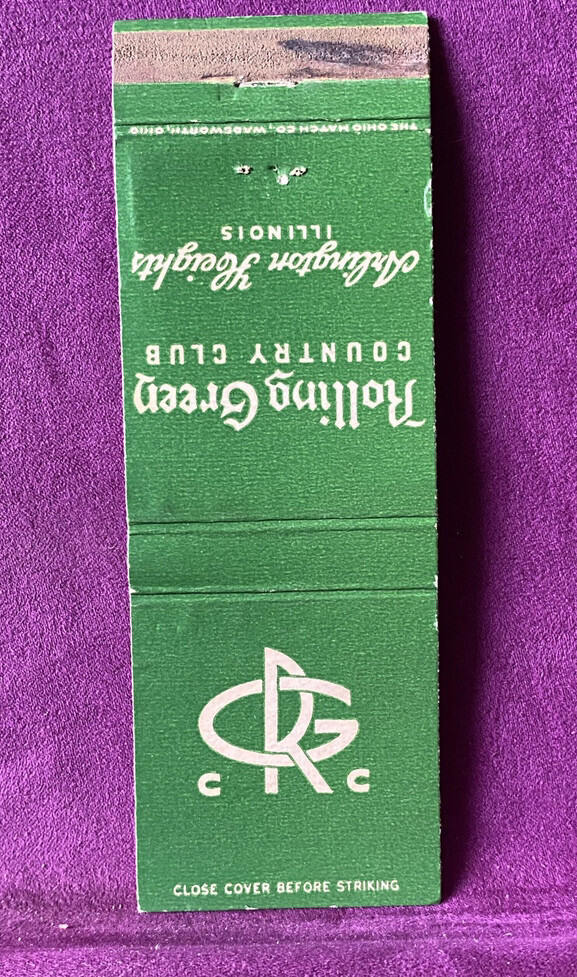 THE OHIO MATCH CO., WADSWORTH, OHIO
Rolling Green
COUNTRY CLUB
Arlington Heights
ILLINOIS
RG
C C
CLOSE COVER BEFORE STRIKING